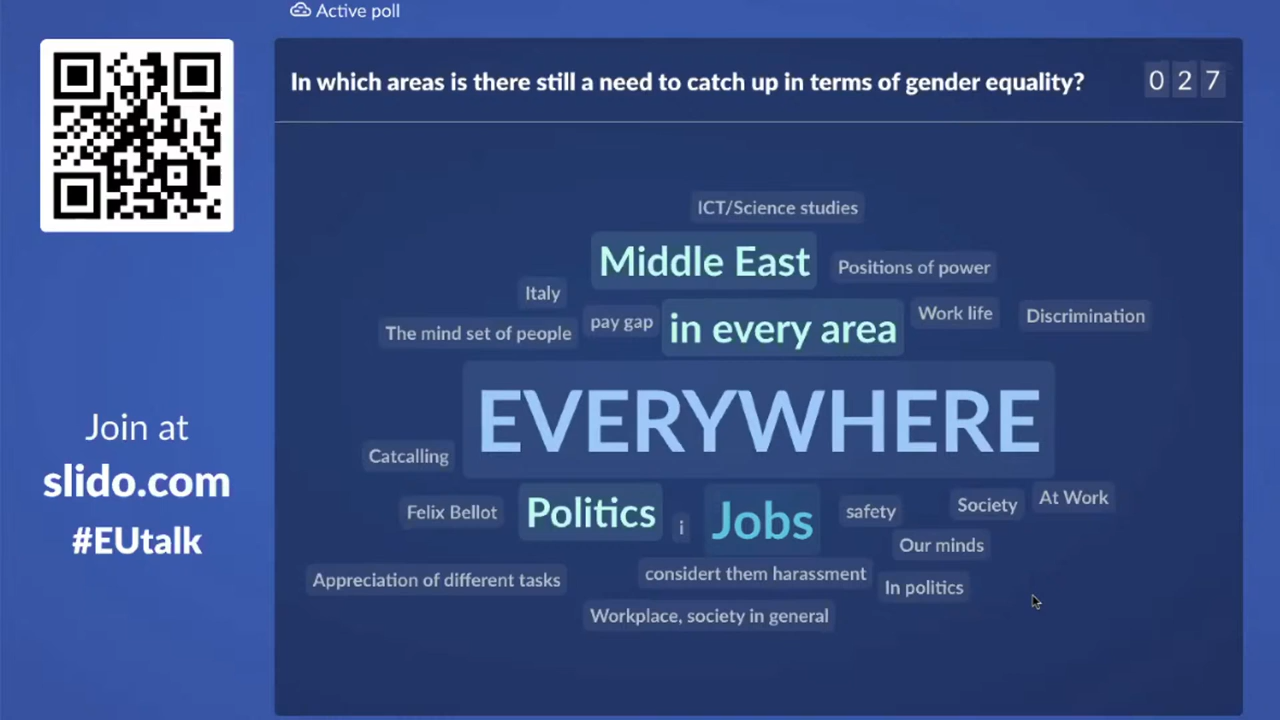 Active poll
In which areas is there still a need to catch up in terms of gender equality?
027
ICT/Science studies
Middle East
Positions of power
Italy
The mind set of people
pay gap
in every area
Work life
Discrimination
EVERYWHERE
Catcalling
Felix Bellot
Politics
i
Jobs
safety
Society
At Work
Our minds
Appreciation of different tasks
considert them harassment
In politics
Workplace, society in general
Join at
slido.com
#EUtalk